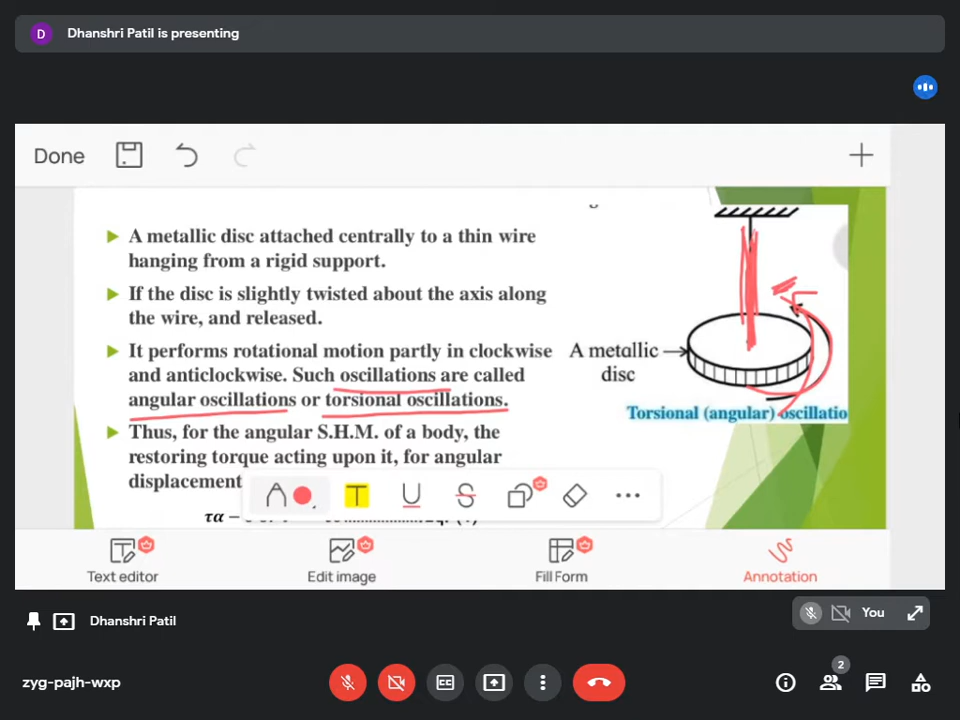 D Dhanshri Patil is presenting
Done
A metallic disc attached centrally to a thin wire
hanging from a rigid support.
If the disc is slightly twisted about the axis along
the wire, and released.
It performs rotational motion partly in clockwise
and anticlockwise. Such oscillations are called
angular oscillations or torsional oscillations.
Thus, for the angular S.H.M. of a body, the
restoring torque acting upon it, for angular
displacement
τα –
A metallic
disc
Torsional (angular) oscillatio
T U S
Text editor
Edit image
Fill Form
Annotation
Dhanshri Patil
You
zyg-pajh-wxp
2